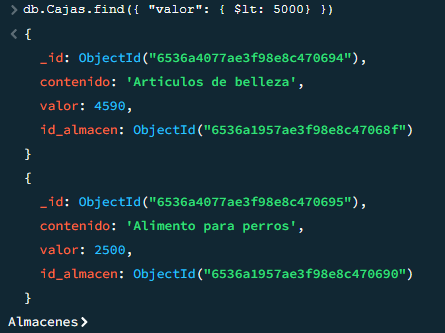 > db.Cajas.find({ "valor": { $lt: 5000} })
< {
_id: ObjectId("6536a4077ae3f98e8c470694"),
contenido: 'Articulos de belleza',
valor: 4590,
id_almacen: ObjectId("6536a1957ae3f98e8c47068f")
}
{
_id: ObjectId("6536a4077ae3f98e8c470695"),
contenido: 'Alimento para perros',
valor: 2500,
id_almacen: ObjectId("6536a1957ae3f98e8c470690")
}
Almacenes>